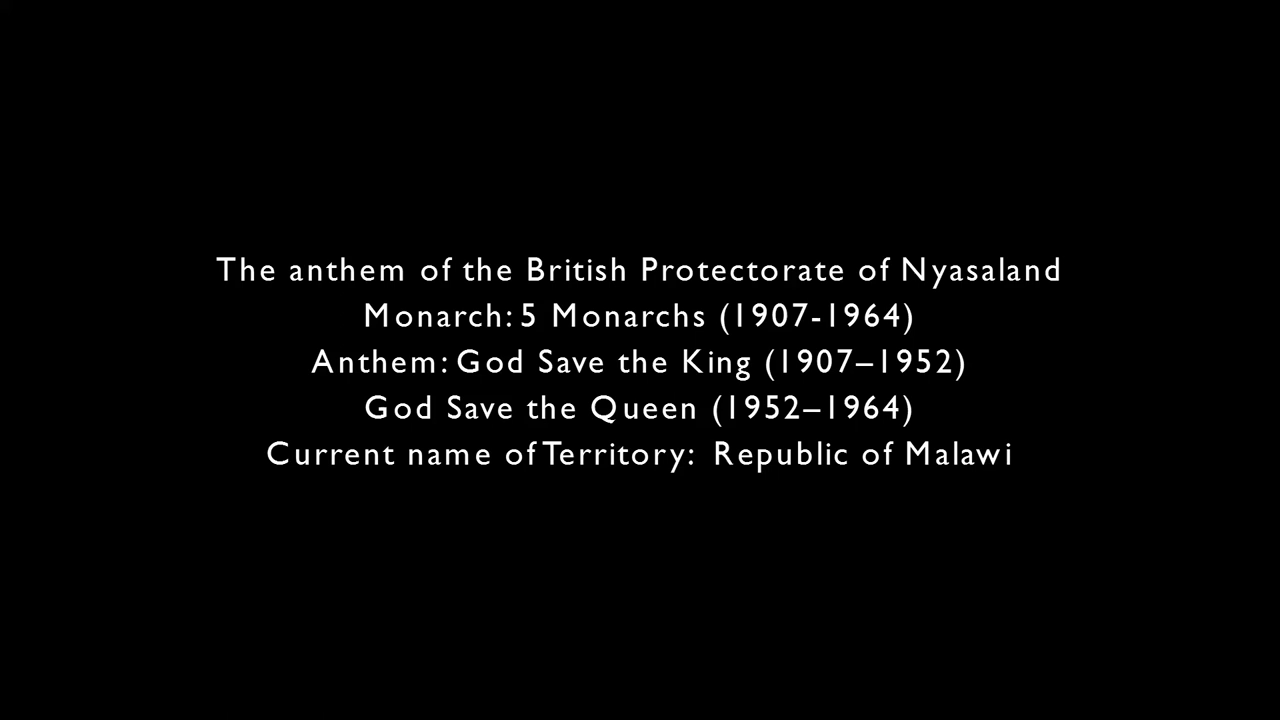 The anthem of the British Protectorate of Nyasaland
Monarch: 5 Monarchs (1907-1964)
Anthem: God Save the King (1907–1952)
God Save the Queen (1952–1964)
Current name of Territory: Republic of Malawi